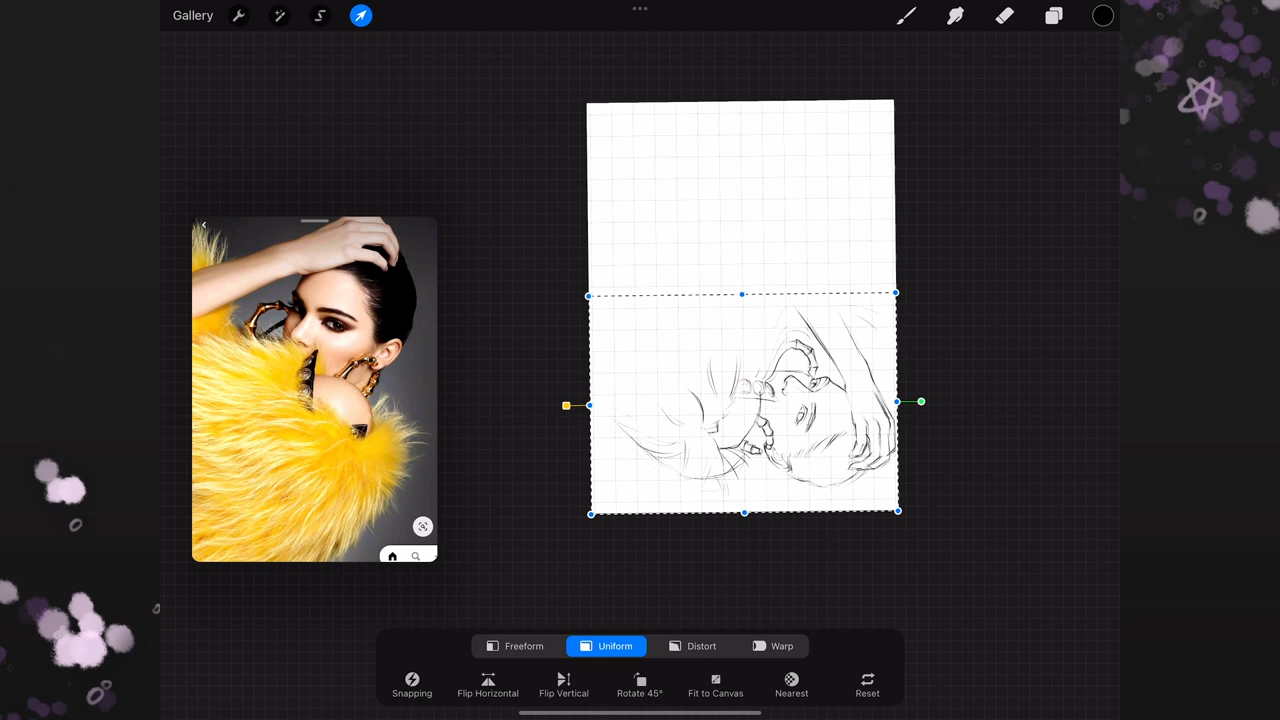 Gallery
Freeform Uniform Distort Warp
Snapping Flip Horizontal Flip Vertical Rotate 45° Fit to Canvas Nearest Reset